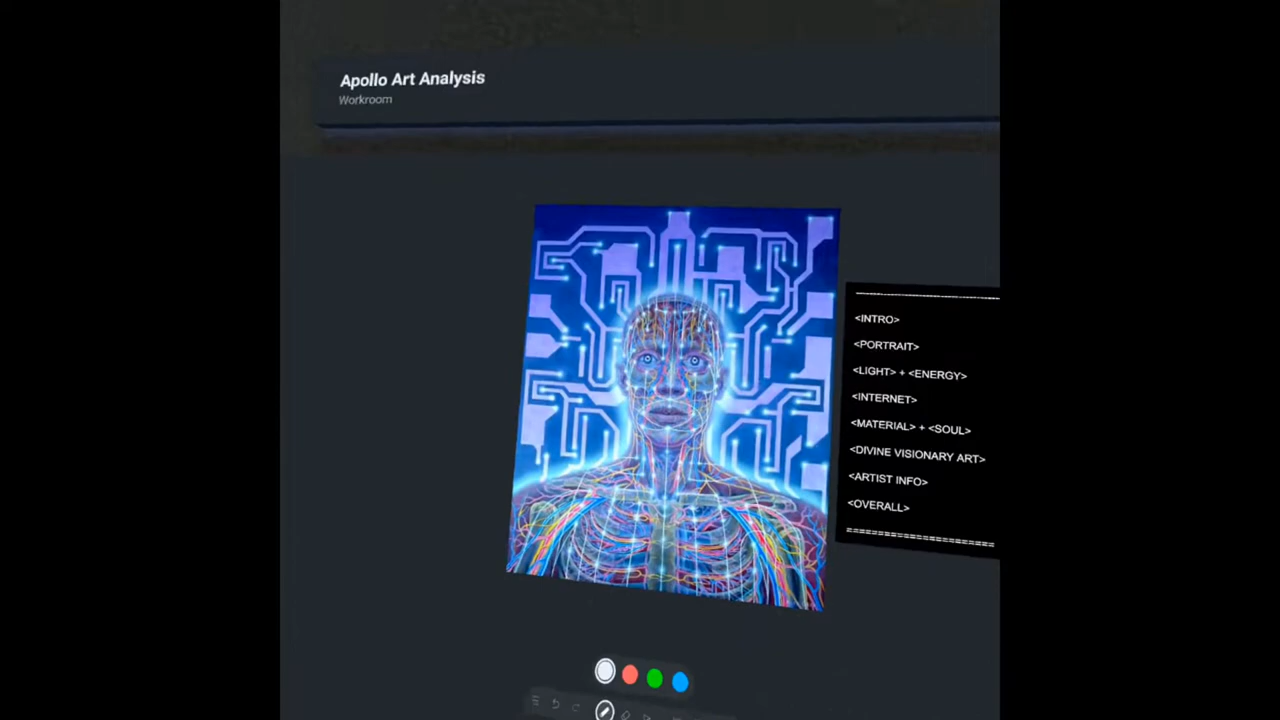 Apollo Art Analysis
Workroom
--------------------------------
<INTRO>
<PORTRAIT>
<LIGHT> + <ENERGY>
<INTERNET>
<MATERIAL> + <SOUL>
<DIVINE VISIONARY ART>
<ARTIST INFO>
<OVERALL>
=======================